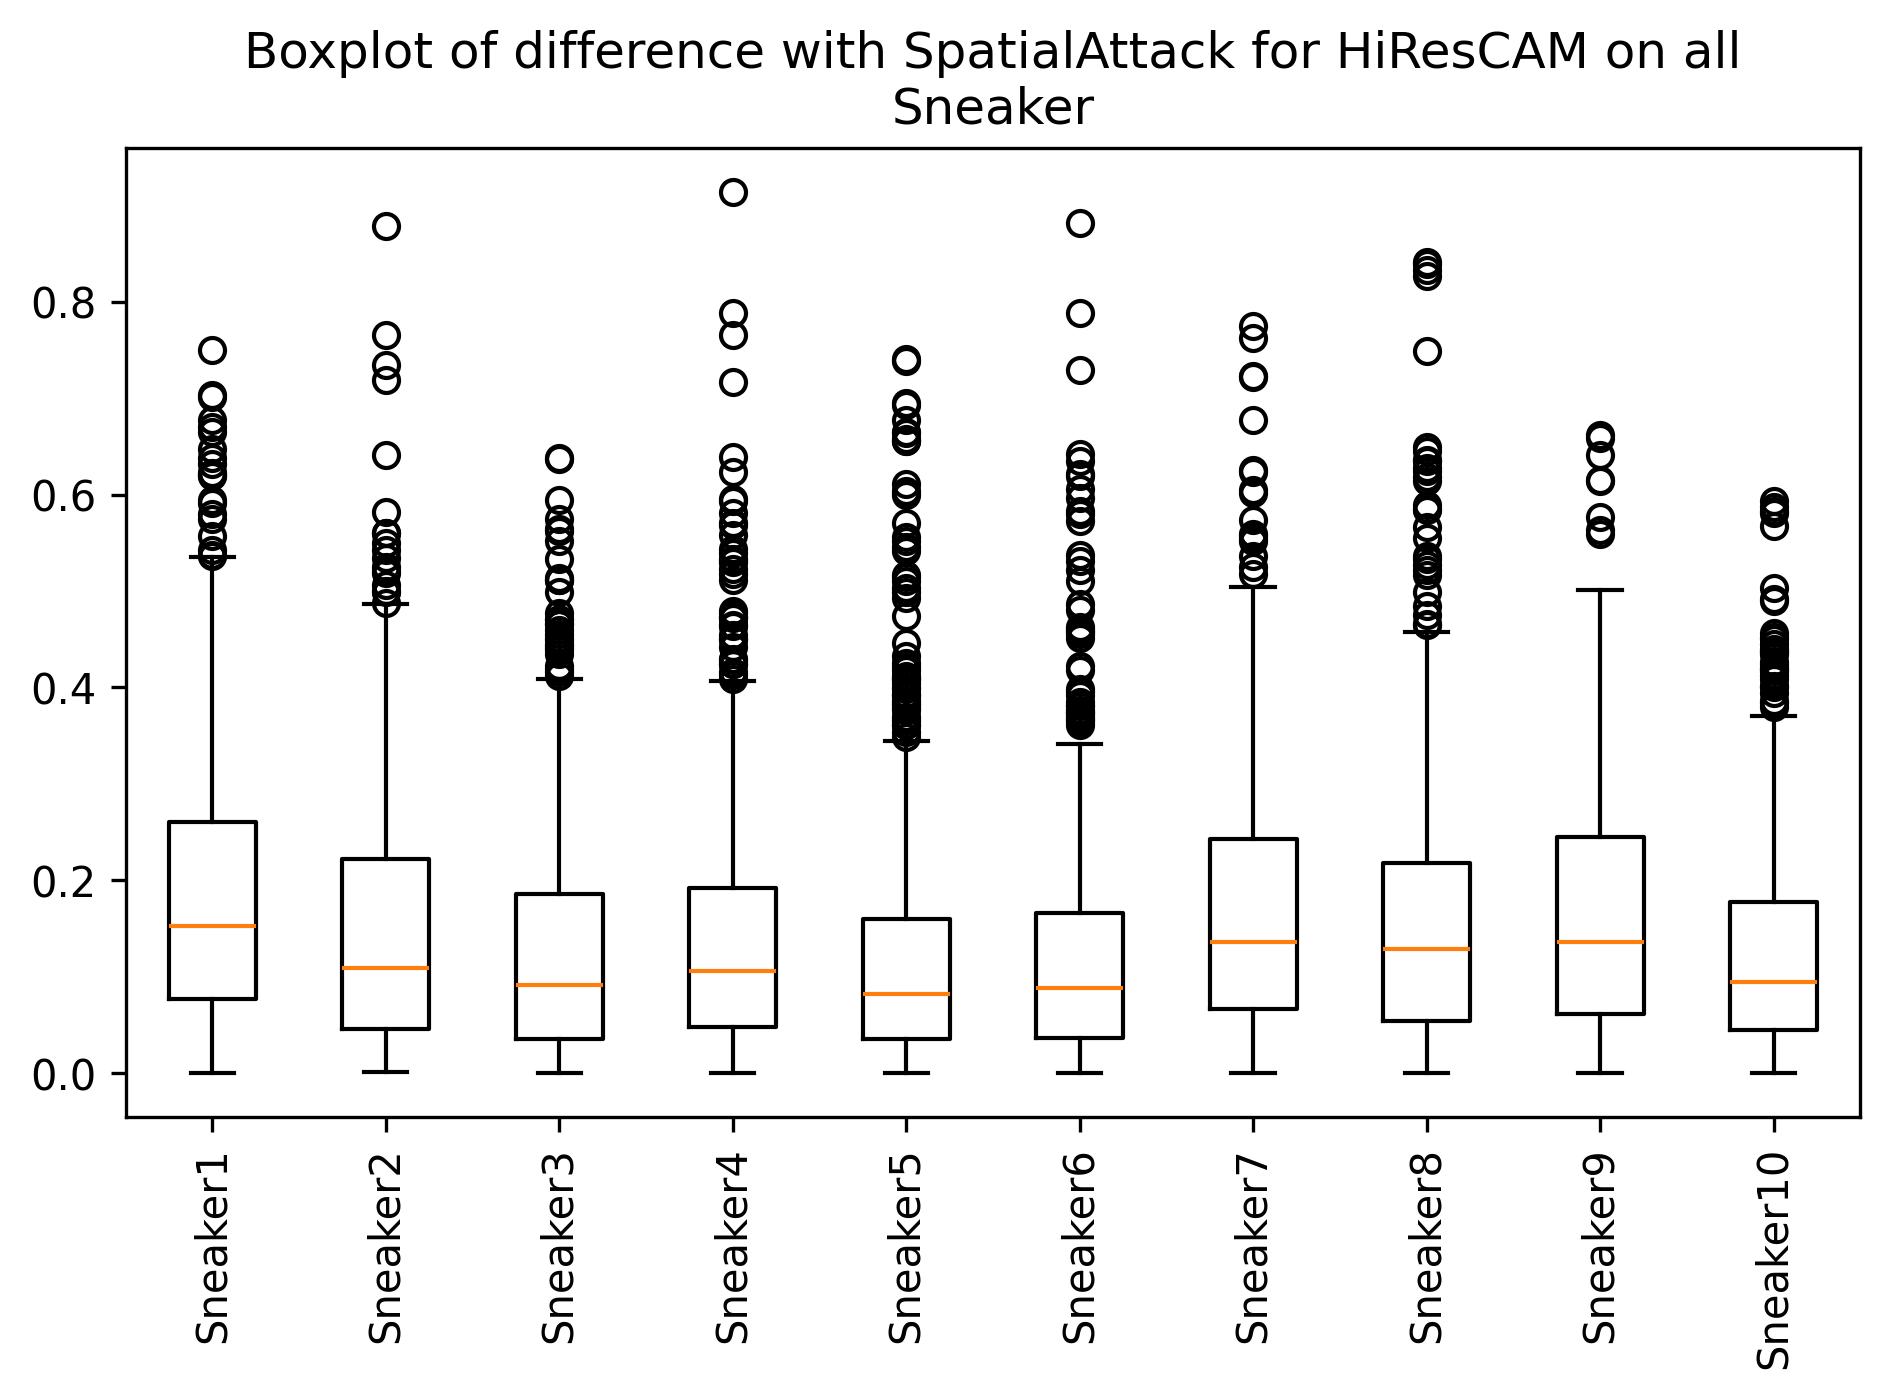 Boxplot of difference with SpatialAttack for HiResCAM on all
Sneaker
0.8
0.6
0.4
0.2
0.0
Sneaker1
Sneaker2
Sneaker3
Sneaker4
Sneaker5
Sneaker6
Sneaker7
Sneaker8
Sneaker9
Sneaker10